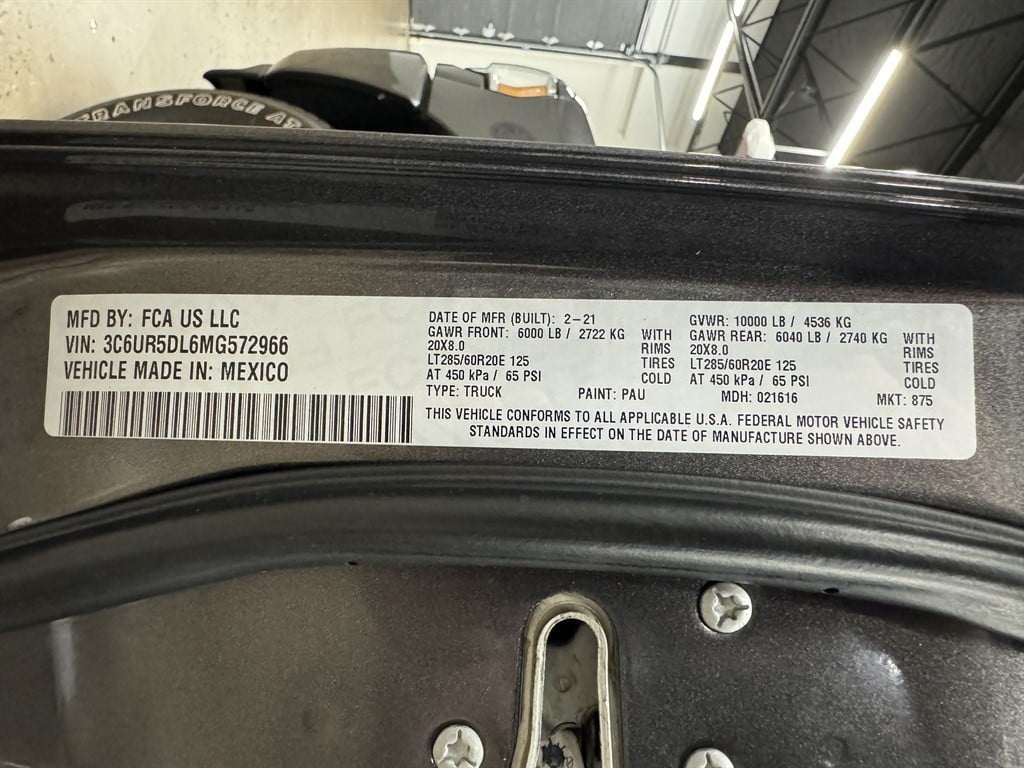 TRANSFORCE AT
MFD BY: FCA US LLC
VIN: 3C6UR5DL6MG572966
VEHICLE MADE IN: MEXICO
DATE OF MFR (BUILT): 2-21
GAWR FRONT: 6000 LB / 2722 KG WITH
20X8.0 RIMS
LT285/60R20E 125 TIRES
AT 450 kPa / 65 PSI COLD
GVWR: 10000 LB / 4536 KG
GAWR REAR: 6040 LB / 2740 KG WITH
20X8.0 RIMS
LT285/60R20E 125 TIRES
AT 450 kPa / 65 PSI COLD
TYPE: TRUCK PAINT: PAU MDH: 021616 MKT: 875
THIS VEHICLE CONFORMS TO ALL APPLICABLE U.S.A. FEDERAL MOTOR VEHICLE SAFETY
STANDARDS IN EFFECT ON THE DATE OF MANUFACTURE SHOWN ABOVE.